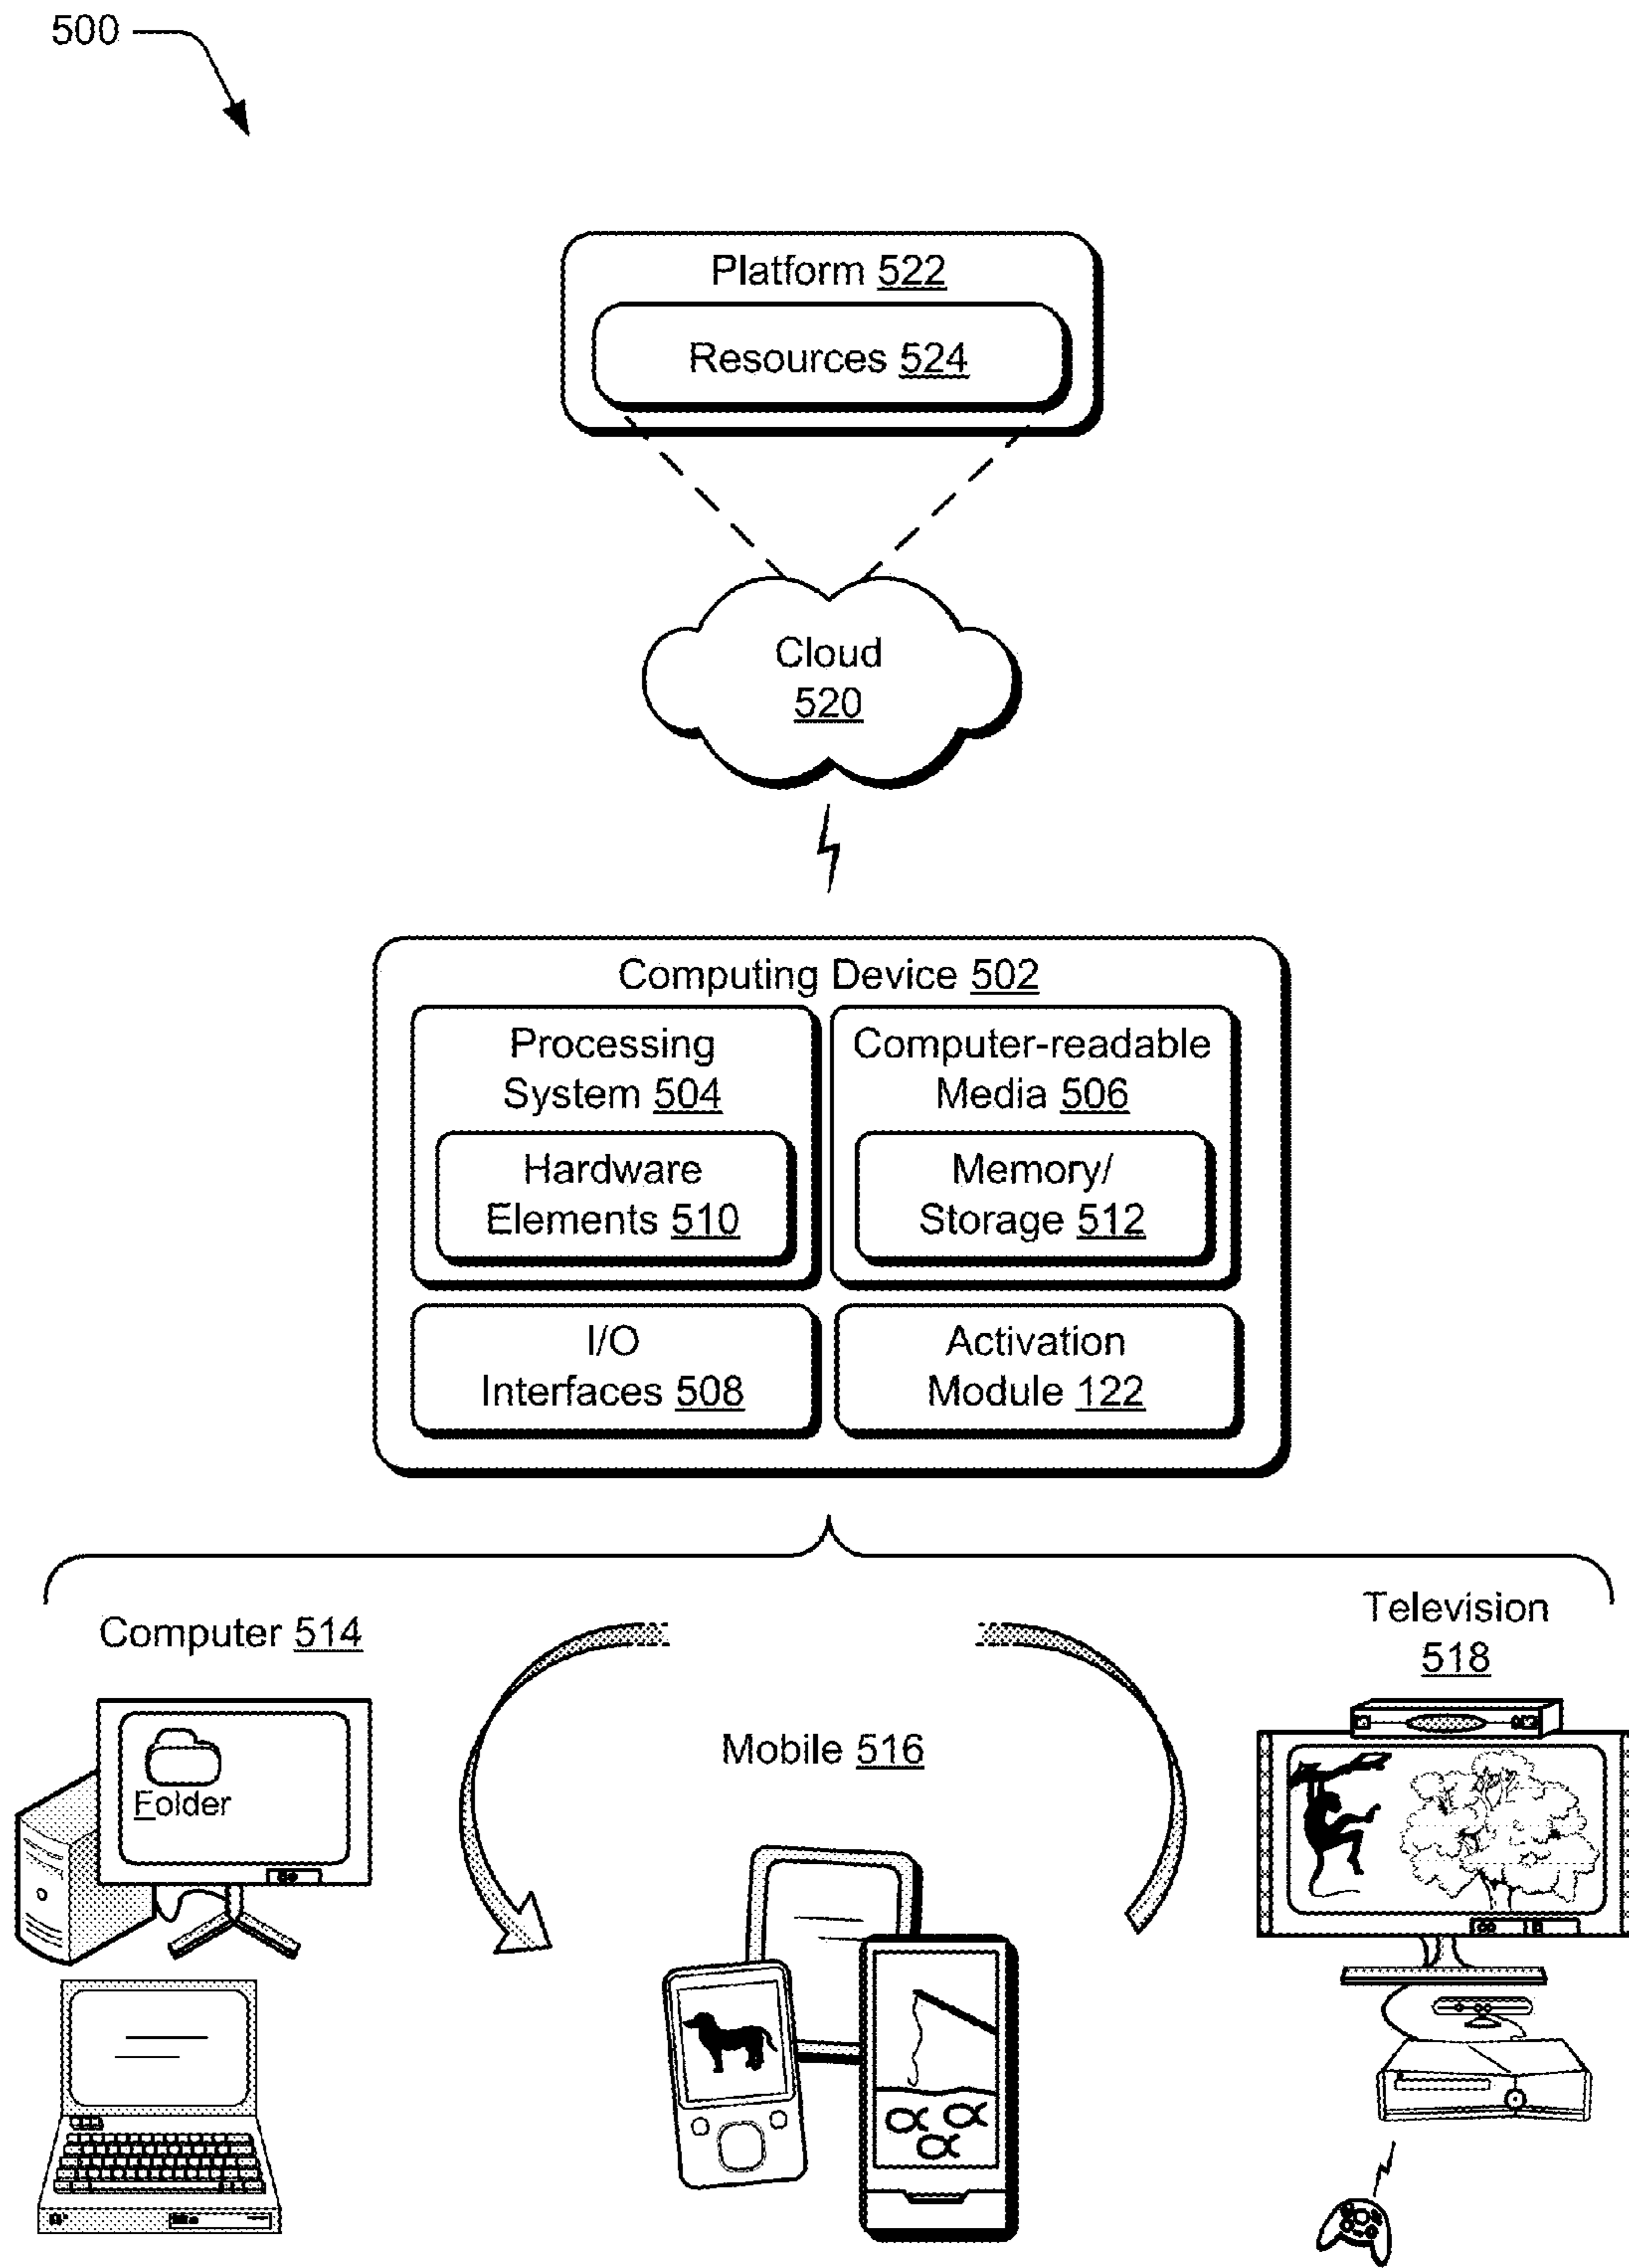 500
Platform 522
Resources 524
Cloud
520
Computing Device 502
Processing
System 504
Hardware
Elements 510
Computer-readable
Media 506
Memory/
Storage 512
I/O
Interfaces 508
Activation
Module 122
Computer 514
Folder
Mobile 516
Television
518